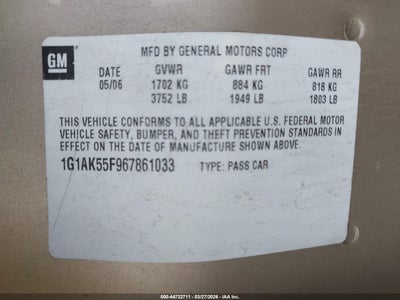 GM
MFD BY GENERAL MOTORS CORP
DATE GVWR GAWR FRT GAWR RR
05/06 1702 KG 884 KG 818 KG
3752 LB 1949 LB 1803 LB
THIS VEHICLE CONFORMS TO ALL APPLICABLE U.S. FEDERAL MOTOR
VEHICLE SAFETY, BUMPER, AND THEFT PREVENTION STANDARDS IN
EFFECT ON THE DATE OF MANUFACTURE SHOWN ABOVE.
1G1AK55F967861033 TYPE: PASS CAR
000-44732711 - 03/27/2026 - IAA Inc.